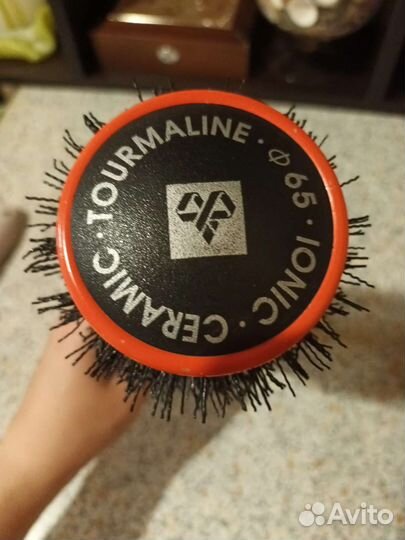 CERAMIC · TOURMALINE · Ø 65 · IONIC ·
Avito